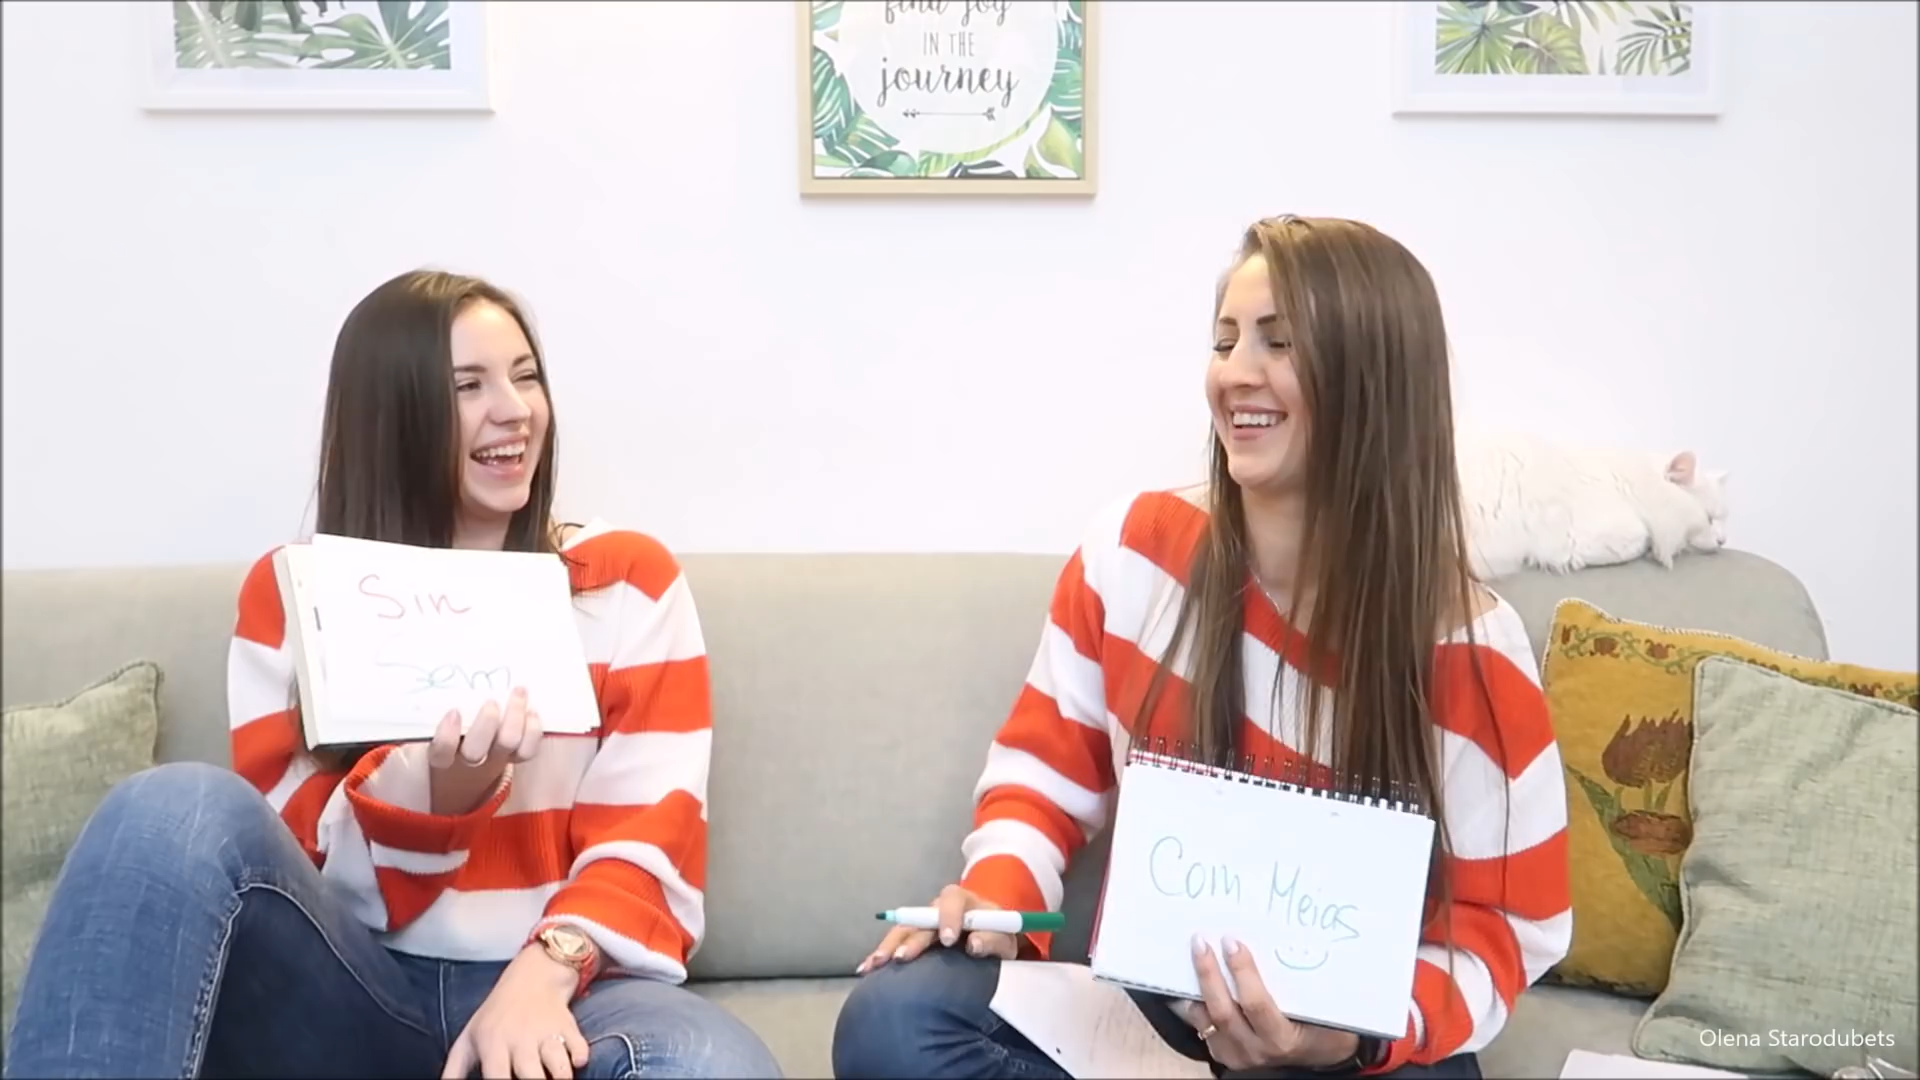 find joy
IN THE
journey
Sin
Sem
Com Meias
Olena Starodubets